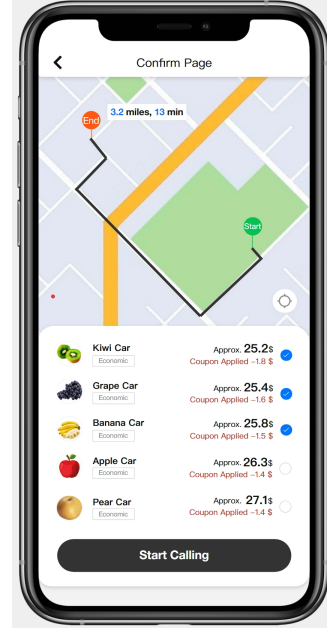 Confirm Page
3.2 miles, 13 min
End
Start
Kiwi Car
Economic
Approx. 25.2$
Coupon Applied -1.8 $
Grape Car
Economic
Approx. 25.4$
Coupon Applied -1.6 $
Banana Car
Economic
Approx. 25.8$
Coupon Applied -1.5 $
Apple Car
Economic
Approx. 26.3$
Coupon Applied -1.4 $
Pear Car
Economic
Approx. 27.1$
Coupon Applied -1.4 $
Start Calling